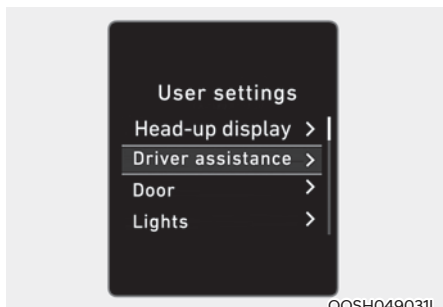 User settings
Head-up display >
Driver assistance >
Door >
Lights >
OOSH049031L